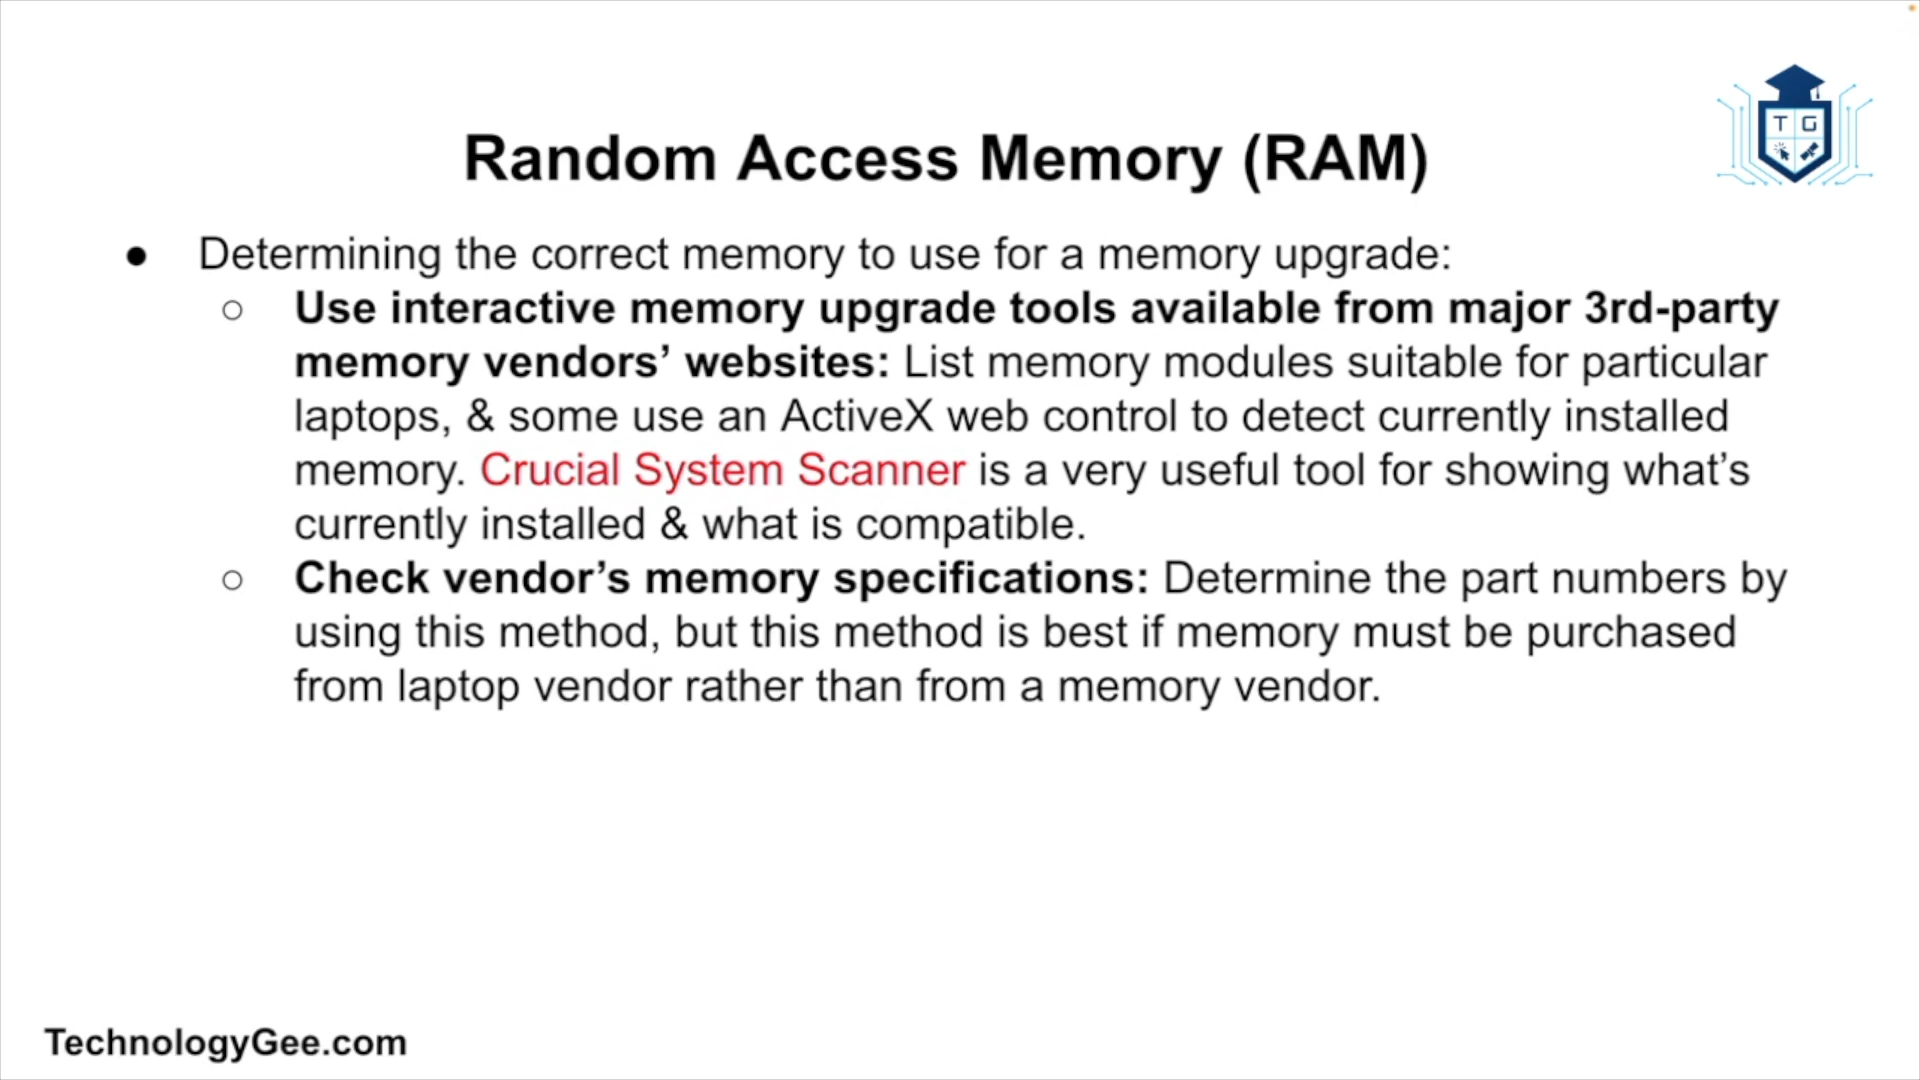 T G
Random Access Memory (RAM)
● Determining the correct memory to use for a memory upgrade:
○ Use interactive memory upgrade tools available from major 3rd-party
memory vendors’ websites: List memory modules suitable for particular
laptops, & some use an ActiveX web control to detect currently installed
memory. Crucial System Scanner is a very useful tool for showing what’s
currently installed & what is compatible.
○ Check vendor’s memory specifications: Determine the part numbers by
using this method, but this method is best if memory must be purchased
from laptop vendor rather than from a memory vendor.
TechnologyGee.com